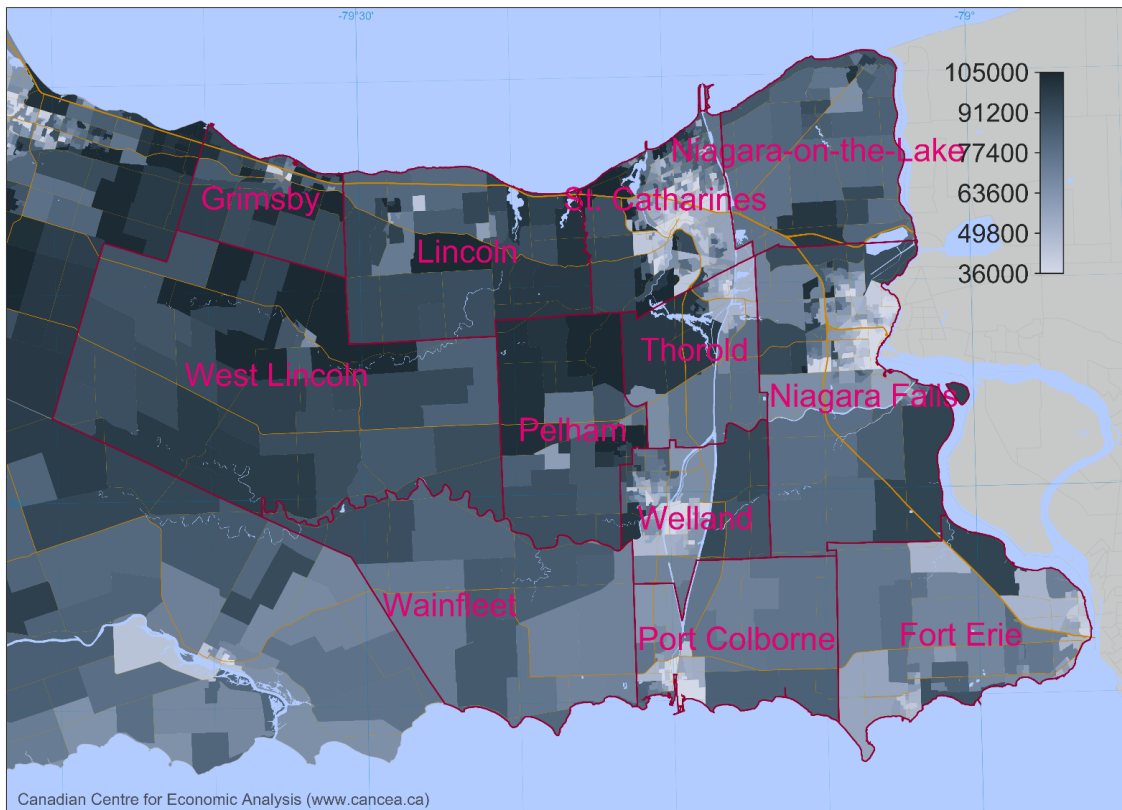 -79°30'
-79°
105000
91200
77400
63600
49800
36000
Niagara-on-the-Lake
Grimsby
St. Catharines
Lincoln
Thorold
West Lincoln
Niagara Falls
Pelham
Welland
Wainfleet
Port Colborne
Fort Erie
Canadian Centre for Economic Analysis (www.cancea.ca)